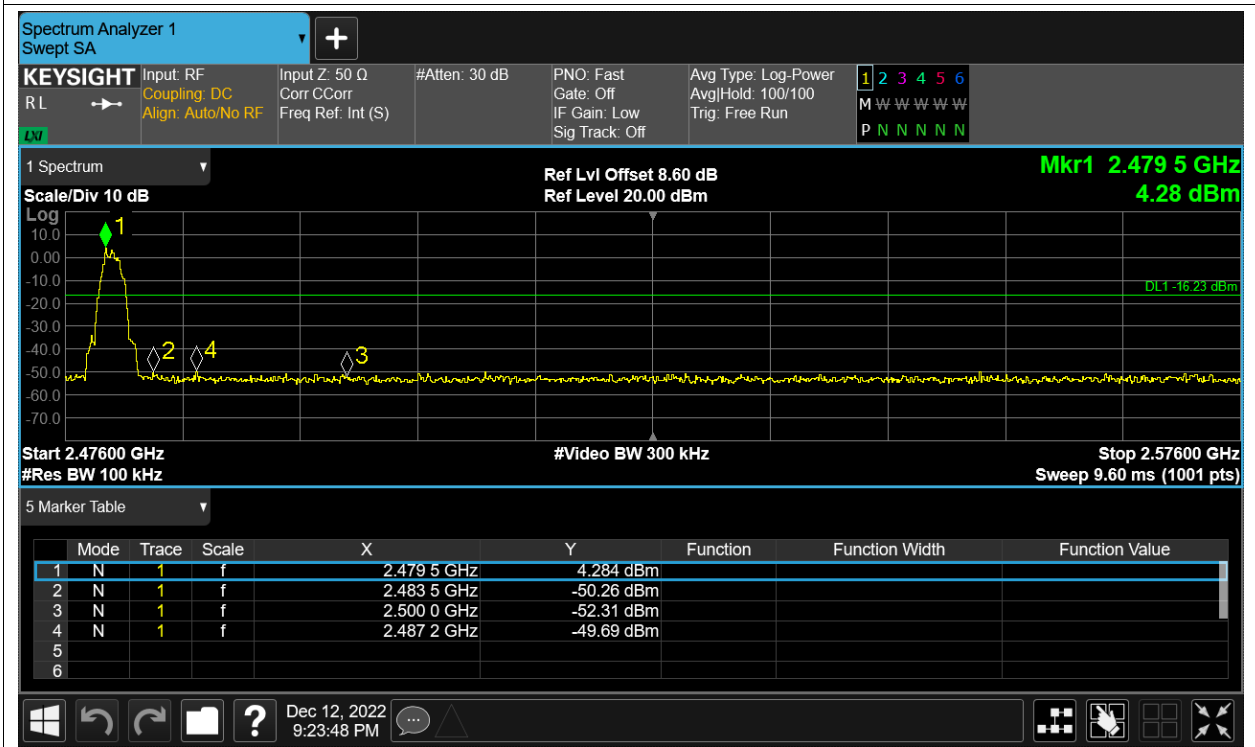 Spectrum Analyzer 1
Swept SA
+
KEYSIGHT Input: RF Input Z: 50 Ω #Atten: 30 dB PNO: Fast Avg Type: Log-Power 1 2 3 4 5 6
R L Coupling: DC Corr CCorr Gate: Off Avg|Hold: 100/100 M W W W W W
Align: Auto/No RF Freq Ref: Int (S) IF Gain: Low Trig: Free Run
LXI Sig Track: Off P N N N N N
1 Spectrum Ref Lvl Offset 8.60 dB Mkr1 2.479 5 GHz
Scale/Div 10 dB Ref Level 20.00 dBm 4.28 dBm
Log
1
10.0
0.00
-10.0
DL1 -16.23 dBm
-20.0
-30.0
-40.0 2 4 3
-50.0
-60.0
-70.0
Start 2.47600 GHz #Video BW 300 kHz Stop 2.57600 GHz
#Res BW 100 kHz Sweep 9.60 ms (1001 pts)
5 Marker Table
Mode Trace Scale X Y Function Function Width Function Value
1 N 1 f 2.479 5 GHz 4.284 dBm
2 N 1 f 2.483 5 GHz -50.26 dBm
3 N 1 f 2.500 0 GHz -52.31 dBm
4 N 1 f 2.487 2 GHz -49.69 dBm
5
6
? Dec 12, 2022
9:23:48 PM